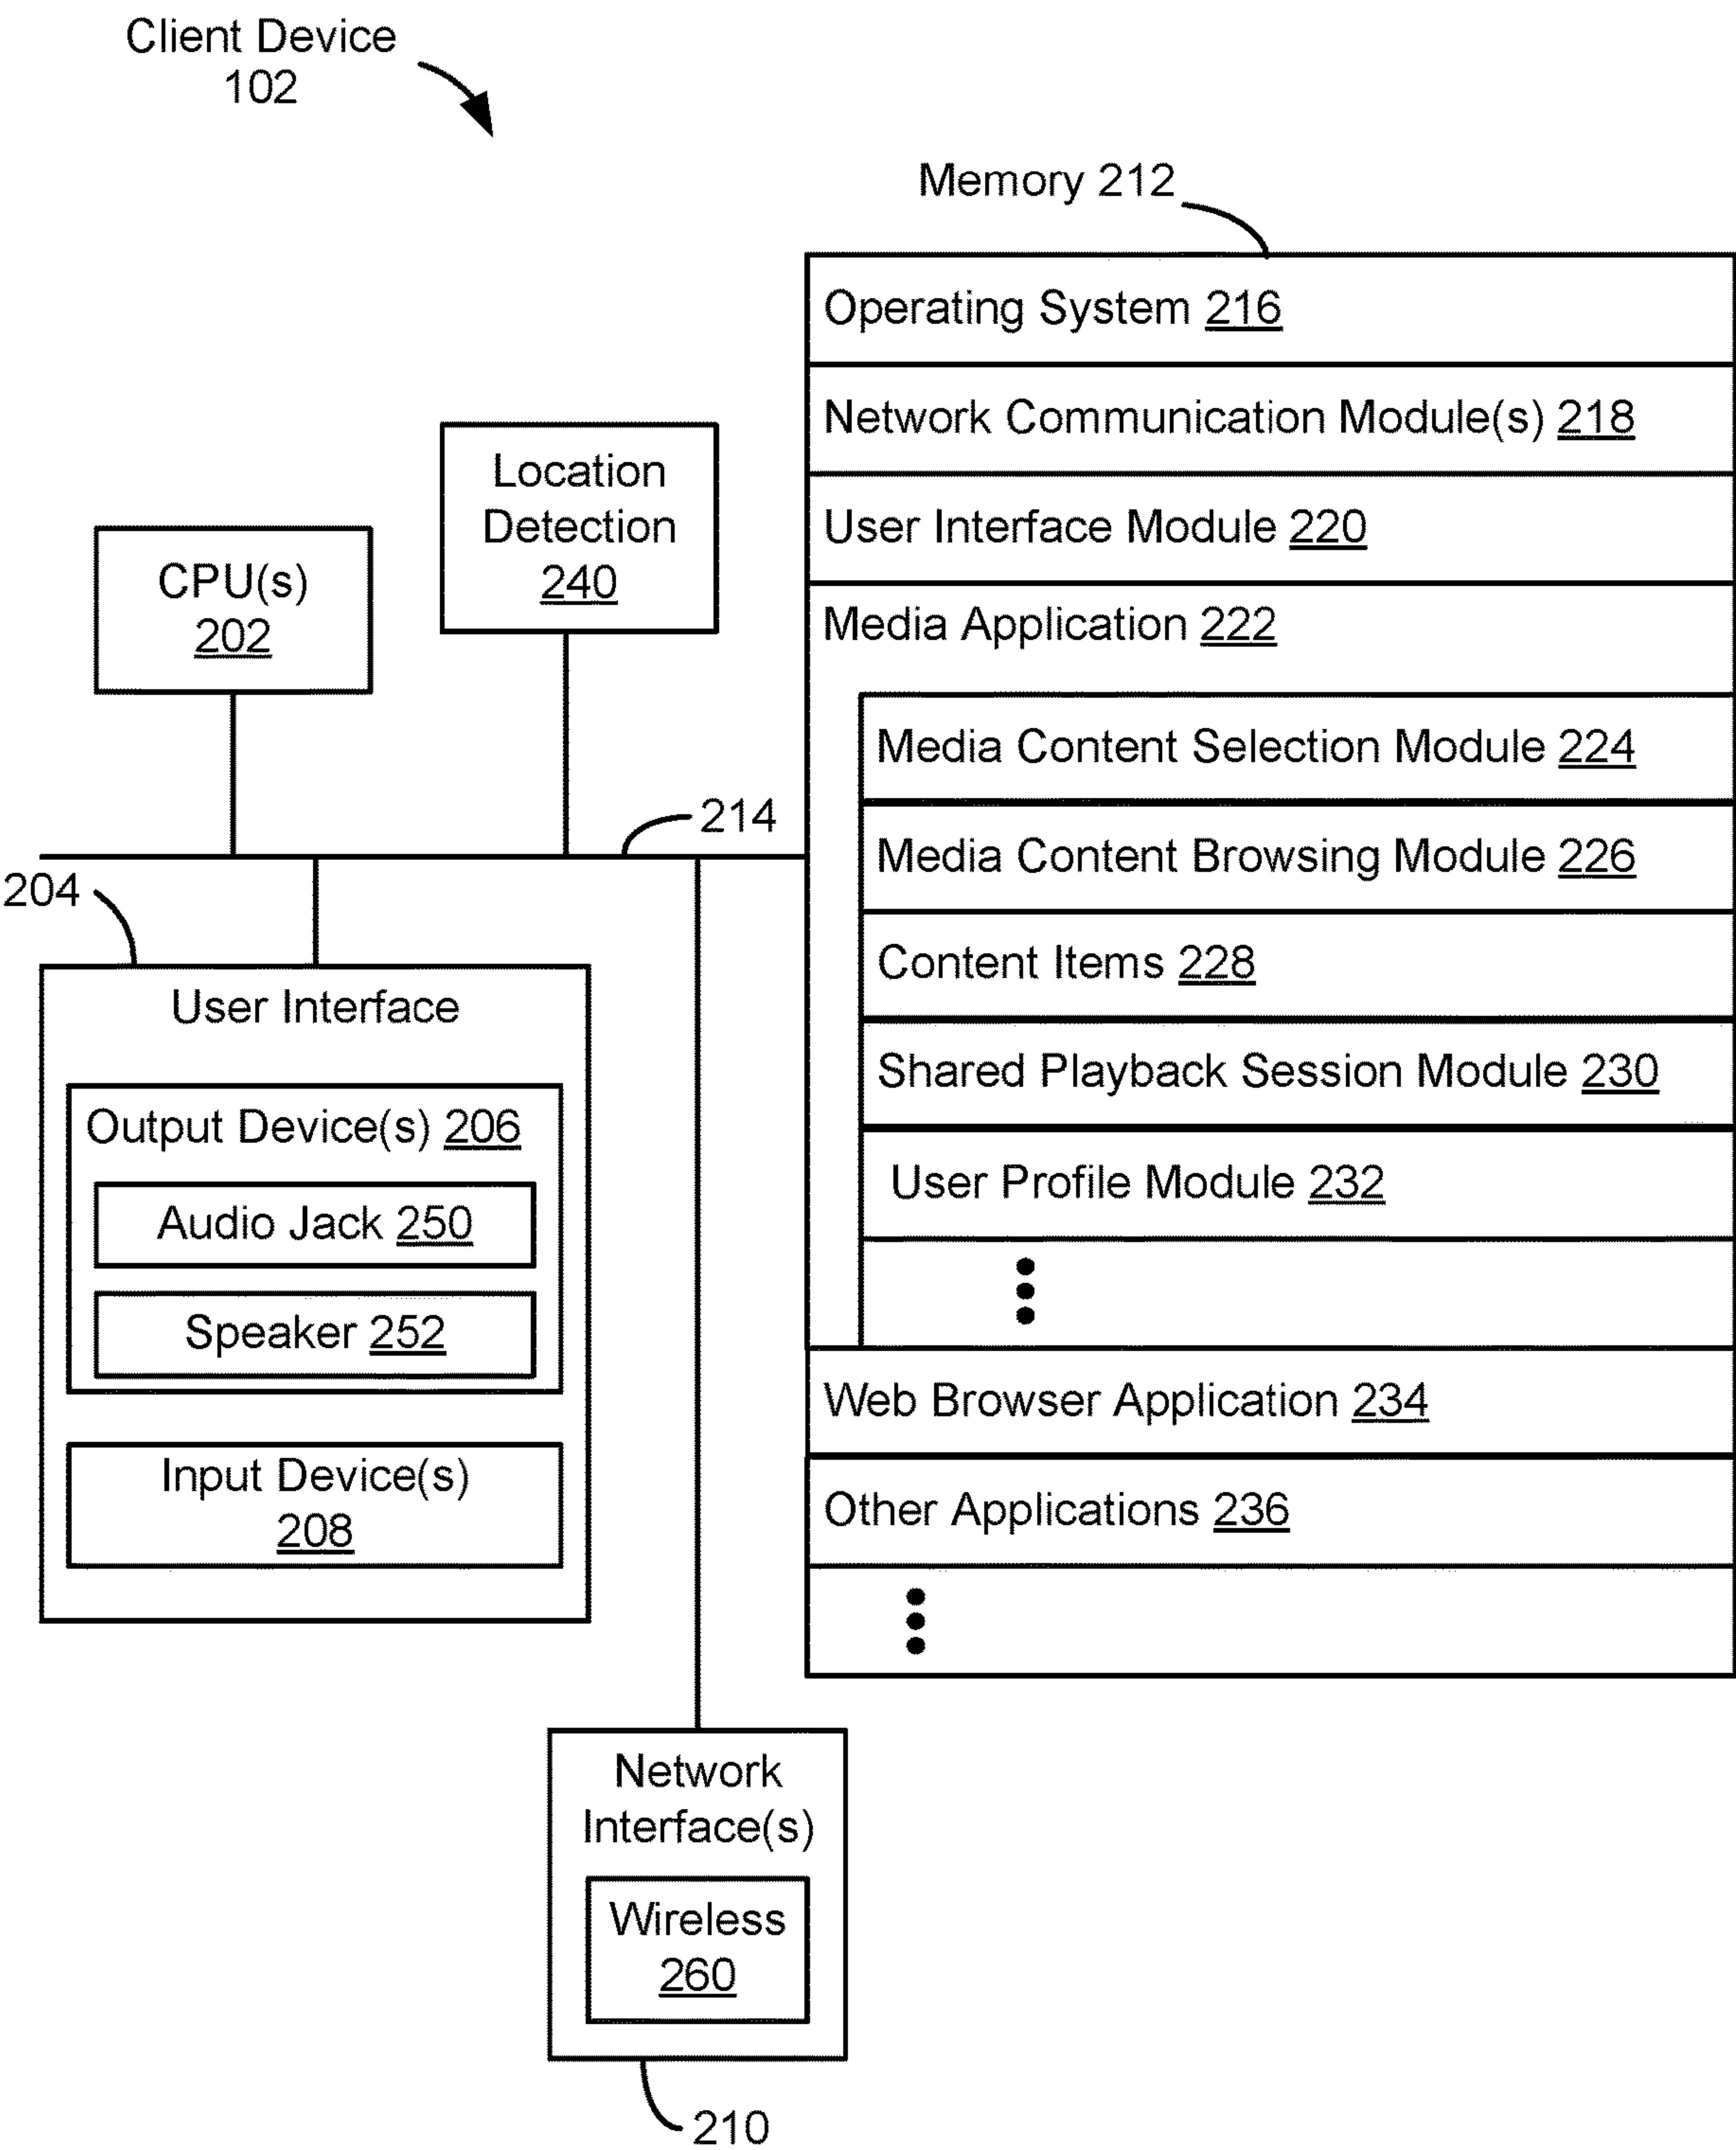 Client Device
102
Memory 212
Operating System 216
Network Communication Module(s) 218
User Interface Module 220
Media Application 222
Media Content Selection Module 224
Media Content Browsing Module 226
Content Items 228
Shared Playback Session Module 230
User Profile Module 232
Web Browser Application 234
Other Applications 236
Location
Detection
240
CPU(s)
202
214
204
User Interface
Output Device(s) 206
Audio Jack 250
Speaker 252
Input Device(s)
208
Network
Interface(s)
Wireless
260
210